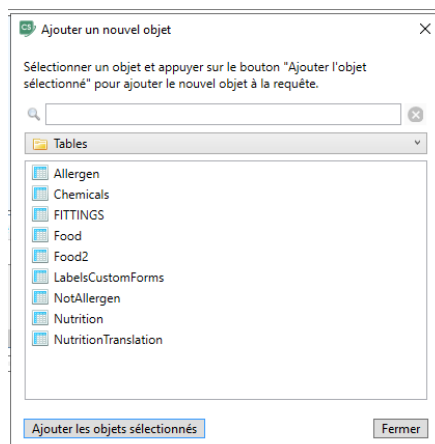 CS Ajouter un nouvel objet
Sélectionner un objet et appuyer sur le bouton "Ajouter l'objet
sélectionné" pour ajouter le nouvel objet à la requête.
Tables
Allergen
Chemicals
FITTINGS
Food
Food2
LabelsCustomForms
NotAllergen
Nutrition
NutritionTranslation
Ajouter les objets sélectionnés Fermer